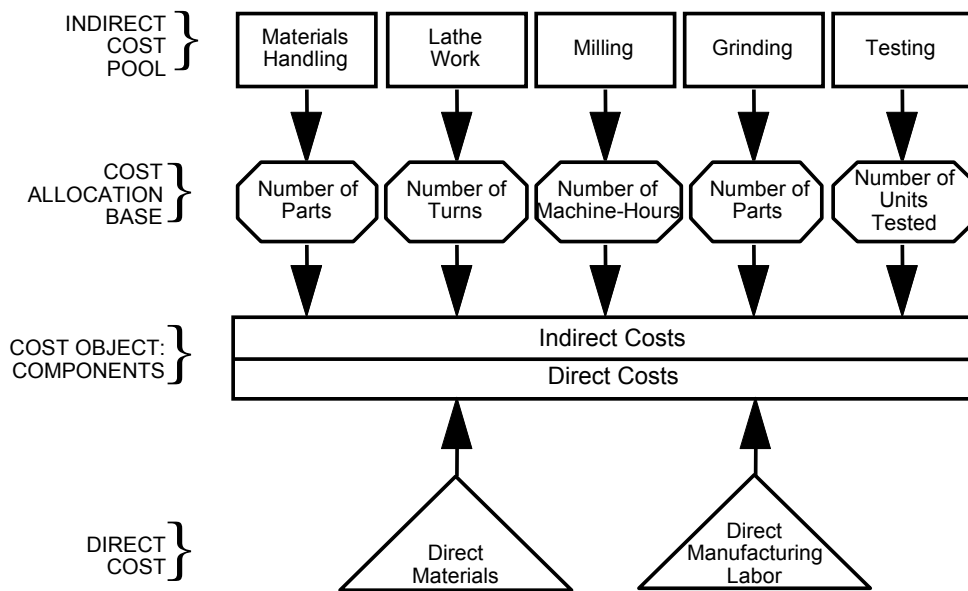 INDIRECT
COST
POOL
Materials
Handling
Lathe
Work
Milling
Grinding
Testing
COST
ALLOCATION
BASE
Number of
Parts
Number of
Turns
Number of
Machine-Hours
Number of
Parts
Number of
Units
Tested
COST OBJECT:
COMPONENTS
Indirect Costs
Direct Costs
DIRECT
COST
Direct
Materials
Direct
Manufacturing
Labor